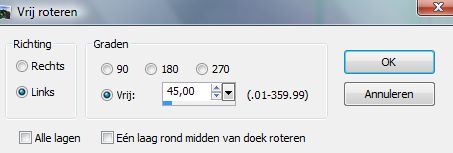 Vrij roteren
Richting
Rechts
Links
Graden
90 180 270
Vrij: 45,00 (.01-359.99)
OK
Annuleren
Alle lagen
Eén laag rond midden van doek roteren